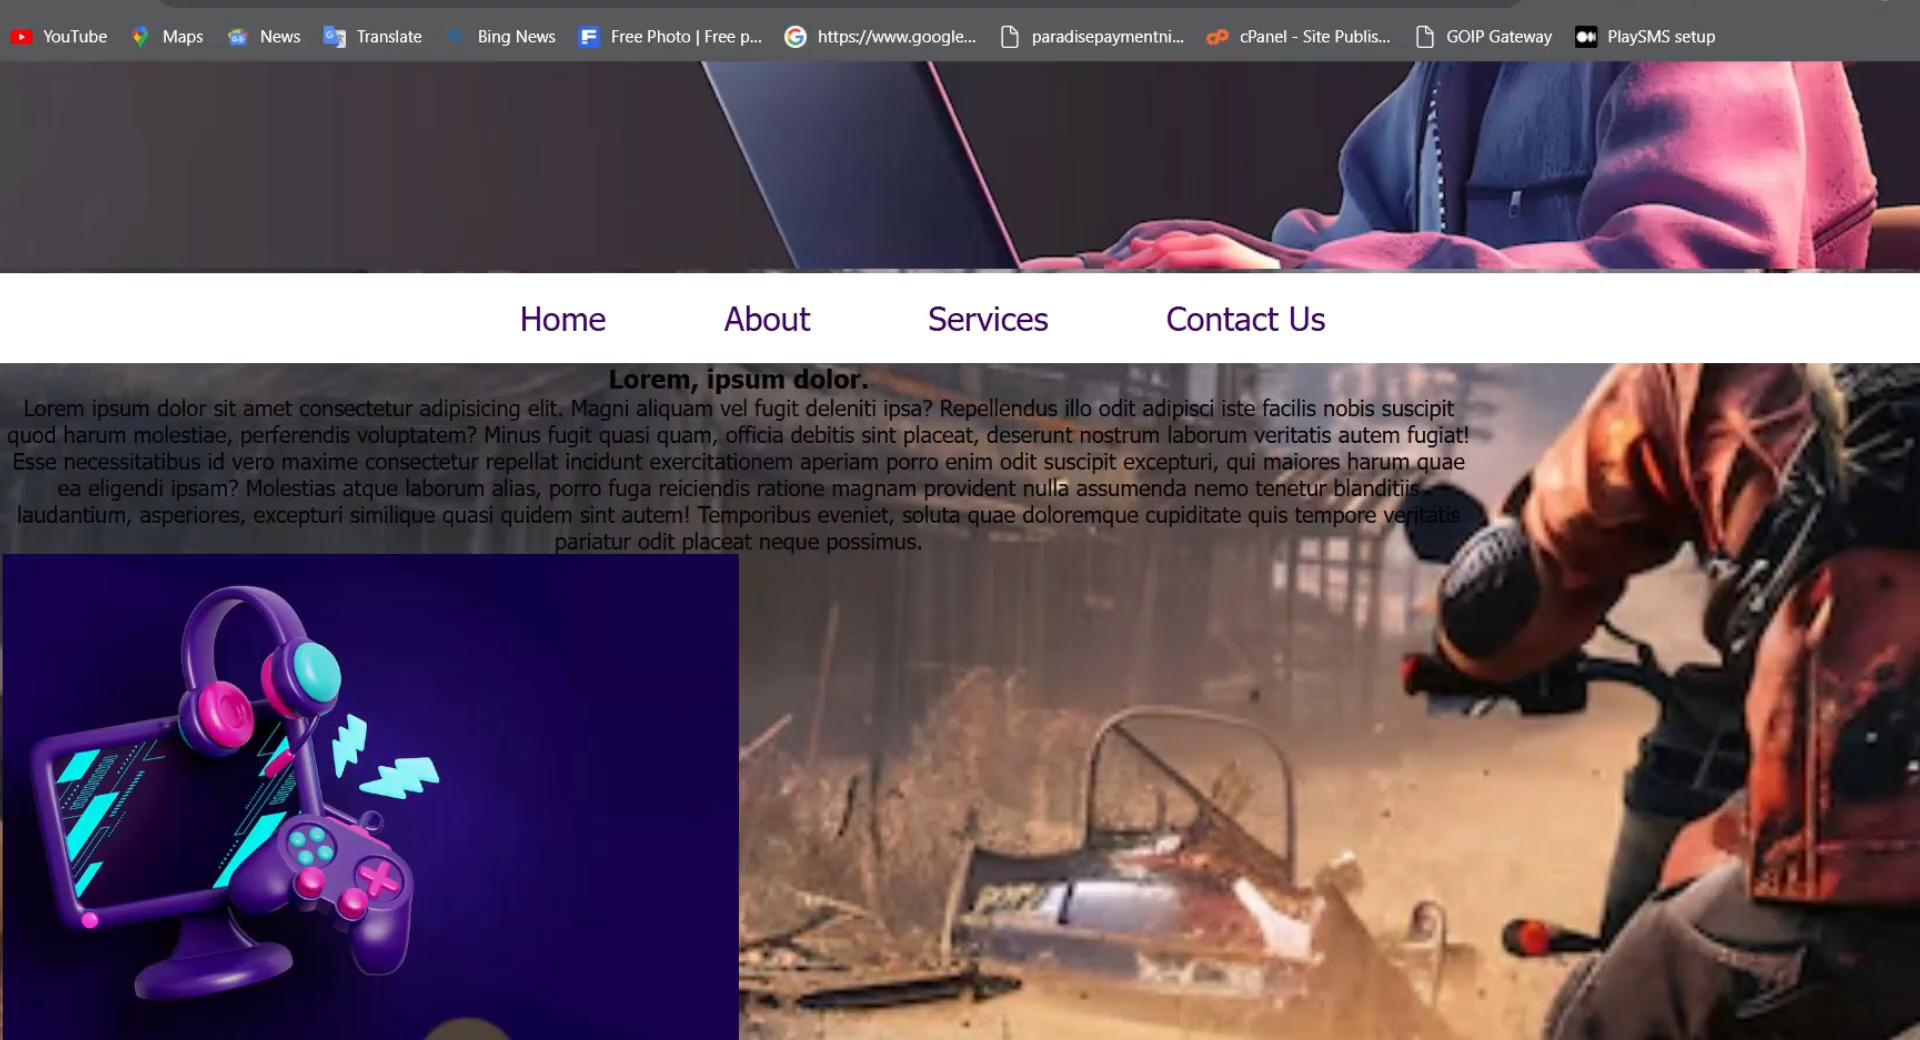 YouTube Maps News Translate Bing News Free Photo | Free p... https://www.google... paradisepaymentni... cPanel - Site Publis... GOIP Gateway PlaySMS setup
Home About Services Contact Us
Lorem, ipsum dolor.
Lorem ipsum dolor sit amet consectetur adipisicing elit. Magni aliquam vel fugit deleniti ipsa? Repellendus illo odit adipisci iste facilis nobis suscipit
quod harum molestiae, perferendis voluptatem? Minus fugit quasi quam, officia debitis sint placeat, deserunt nostrum laborum veritatis autem fugiat!
Esse necessitatibus id vero maxime consectetur repellat incidunt exercitationem aperiam porro enim odit suscipit excepturi, qui maiores harum quae
ea eligendi ipsam? Molestias atque laborum alias, porro fuga reiciendis ratione magnam provident nulla assumenda nemo tenetur blanditiis
laudantium, asperiores, excepturi similique quasi quidem sint autem! Temporibus eveniet, soluta quae doloremque cupiditate quis tempore veritatis
pariatur odit placeat neque possimus.